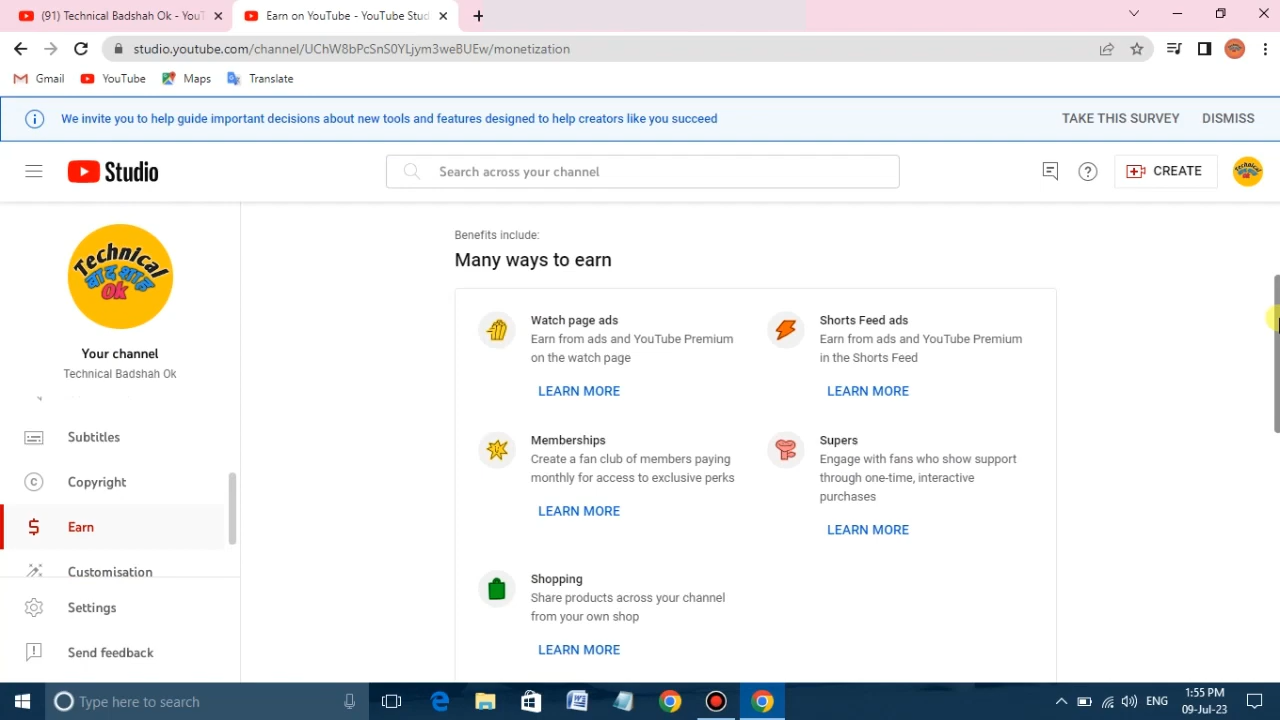 (91) Technical Badshah Ok - YouT
Earn on YouTube - YouTube Stud
studio.youtube.com/channel/UChW8bPcSnS0YLjym3weBUEw/monetization
Gmail
YouTube
Maps
Translate
We invite you to help guide important decisions about new tools and features designed to help creators like you succeed
TAKE THIS SURVEY
DISMISS
Studio
Search across your channel
CREATE
Technical
बादशाह
Ok
Your channel
Technical Badshah Ok
Subtitles
Copyright
Earn
Customisation
Settings
Send feedback
Benefits include:
Many ways to earn
Watch page ads
Earn from ads and YouTube Premium
on the watch page
LEARN MORE
Shorts Feed ads
Earn from ads and YouTube Premium
in the Shorts Feed
LEARN MORE
Memberships
Create a fan club of members paying
monthly for access to exclusive perks
LEARN MORE
Supers
Engage with fans who show support
through one-time, interactive
purchases
LEARN MORE
Shopping
Share products across your channel
from your own shop
LEARN MORE
Type here to search
ENG
1:55 PM
09-Jul-23